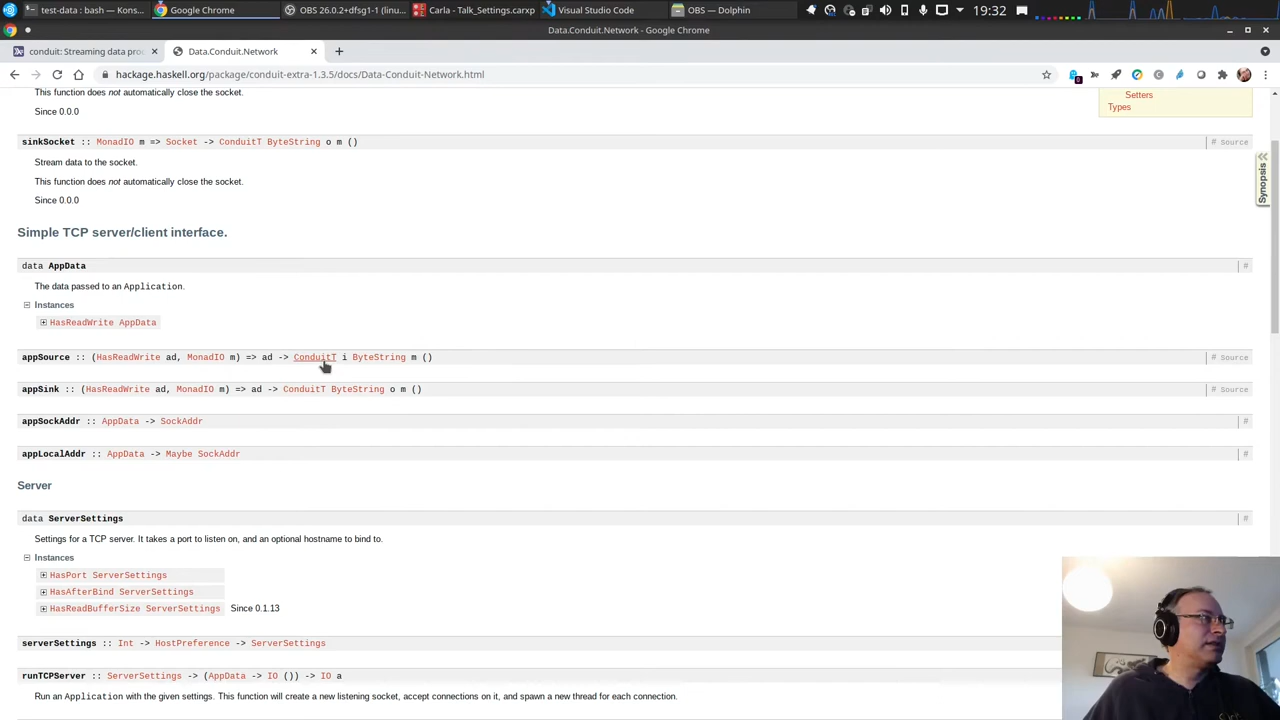 test-data : bash — Kons...
Google Chrome
OBS 26.0.2+dfsg1-1 (linu...
Carla - Talk_Settings.carxp
Visual Studio Code
OBS — Dolphin
19:32
Data.Conduit.Network - Google Chrome
conduit: Streaming data pro
Data.Conduit.Network
hackage.haskell.org/package/conduit-extra-1.3.5/docs/Data-Conduit-Network.html
This function does not automatically close the socket.
Setters
Types
Since 0.0.0
sinkSocket :: MonadIO m => Socket -> ConduitT ByteString o m ()
# Source
Stream data to the socket.
This function does not automatically close the socket.
Since 0.0.0
Synopsis
Simple TCP server/client interface.
data AppData
#
The data passed to an Application.
Instances
HasReadWrite AppData
appSource :: (HasReadWrite ad, MonadIO m) => ad -> ConduitT i ByteString m ()
# Source
appSink :: (HasReadWrite ad, MonadIO m) => ad -> ConduitT ByteString o m ()
# Source
appSockAddr :: AppData -> SockAddr
#
appLocalAddr :: AppData -> Maybe SockAddr
#
Server
data ServerSettings
#
Settings for a TCP server. It takes a port to listen on, and an optional hostname to bind to.
Instances
HasPort ServerSettings
HasAfterBind ServerSettings
HasReadBufferSize ServerSettings
Since 0.1.13
serverSettings :: Int -> HostPreference -> ServerSettings
runTCPServer :: ServerSettings -> (AppData -> IO ()) -> IO a
Run an Application with the given settings. This function will create a new listening socket, accept connections on it, and spawn a new thread for each connection.